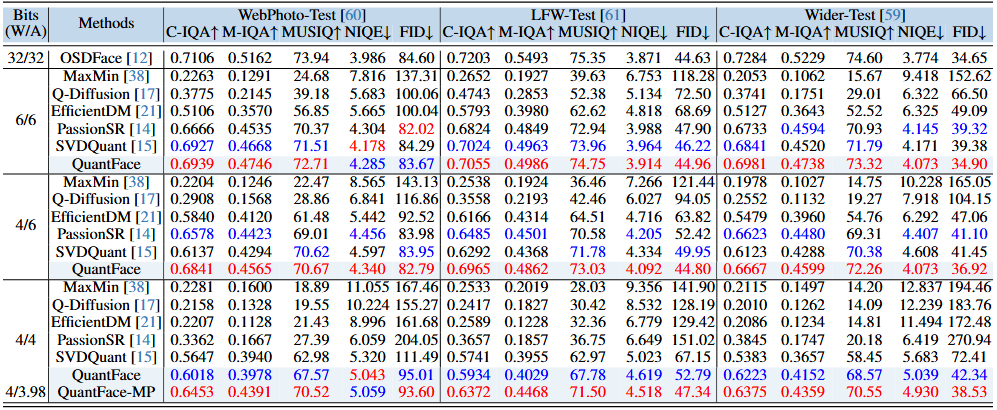 Bits (W/A) Methods WebPhoto-Test [60] LFW-Test [61] Wider-Test [59]
C-IQA↑ M-IQA↑ MUSIQ↑ NIQE↓ FID↓ C-IQA↑ M-IQA↑ MUSIQ↑ NIQE↓ FID↓ C-IQA↑ M-IQA↑ MUSIQ↑ NIQE↓ FID↓
32/32 OSDFace [12] 0.7106 0.5162 73.94 3.986 84.60 0.7203 0.5493 75.35 3.871 44.63 0.7284 0.5229 74.60 3.774 34.65
6/6 MaxMin [38] 0.2263 0.1291 24.68 7.816 137.31 0.2652 0.1927 39.63 6.753 118.28 0.2053 0.1062 15.67 9.418 152.62
Q-Diffusion [17] 0.3775 0.2145 39.18 5.683 100.06 0.4743 0.2853 52.38 5.134 72.50 0.3741 0.1751 29.01 6.322 66.50
EfficientDM [21] 0.5106 0.3570 56.85 5.665 100.04 0.5793 0.3980 62.62 4.818 68.69 0.5127 0.3643 52.52 6.325 49.09
PassionSR [14] 0.6666 0.4535 70.37 4.304 82.02 0.6824 0.4849 72.94 3.988 47.90 0.6733 0.4594 70.93 4.145 39.32
SVDQuant [15] 0.6927 0.4668 71.51 4.178 84.29 0.7024 0.4963 73.96 3.964 46.22 0.6841 0.4520 71.79 4.171 39.38
QuantFace 0.6939 0.4746 72.71 4.285 83.67 0.7055 0.4986 74.75 3.914 44.96 0.6981 0.4738 73.32 4.073 34.90
4/6 MaxMin [38] 0.2204 0.1246 22.47 8.565 143.13 0.2538 0.1924 36.46 7.266 121.44 0.1978 0.1027 14.75 10.228 165.05
Q-Diffusion [17] 0.2908 0.1568 28.86 6.841 116.86 0.3558 0.2193 42.46 6.027 94.05 0.2552 0.1132 19.27 7.918 104.15
EfficientDM [21] 0.5840 0.4120 61.48 5.442 92.52 0.6166 0.4314 64.51 4.716 63.82 0.5479 0.3960 54.76 6.292 47.06
PassionSR [14] 0.6578 0.4423 69.01 4.456 83.98 0.6485 0.4501 70.58 4.205 52.42 0.6623 0.4480 69.31 4.407 41.10
SVDQuant [15] 0.6137 0.4294 70.62 4.597 83.95 0.6292 0.4368 71.78 4.334 49.95 0.6123 0.4288 70.38 4.608 41.45
QuantFace 0.6841 0.4565 70.67 4.340 82.79 0.6965 0.4862 73.03 4.092 44.80 0.6667 0.4599 72.26 4.073 36.92
4/4 MaxMin [38] 0.2281 0.1600 18.89 11.055 167.46 0.2533 0.2019 28.03 9.356 141.90 0.2115 0.1497 14.20 12.837 194.46
Q-Diffusion [17] 0.2158 0.1328 19.55 10.224 155.27 0.2417 0.1827 30.42 8.532 128.19 0.2010 0.1262 14.09 12.239 183.76
EfficientDM [21] 0.2207 0.1128 21.43 8.996 161.68 0.2589 0.1228 32.36 6.779 129.42 0.2086 0.1234 14.81 11.494 172.48
PassionSR [14] 0.3362 0.1667 27.39 6.059 204.05 0.3657 0.1857 36.75 6.649 151.02 0.3845 0.1747 20.18 6.419 270.94
SVDQuant [15] 0.5647 0.3940 62.98 5.320 111.49 0.5741 0.3955 62.97 5.023 67.15 0.5383 0.3657 58.45 5.683 72.41
QuantFace 0.6018 0.3978 67.57 5.043 95.01 0.5934 0.4029 67.78 4.619 52.79 0.6223 0.4152 68.57 5.039 42.34
4/3.98 QuantFace-MP 0.6453 0.4391 70.52 5.059 93.60 0.6372 0.4468 71.50 4.518 47.34 0.6375 0.4359 70.55 4.930 38.53